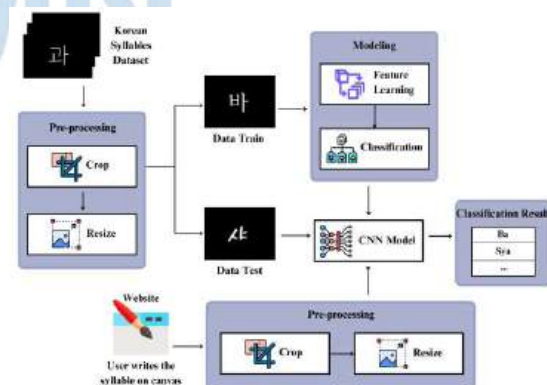 Korean
Syllables
Dataset
과
Pre-processing
Crop
Resize
바
Data Train
샤
Data Test
Modeling
Feature
Learning
Classification
CNN Model
Classification Result
Ba
Sya
...
Website
User writes the
syllable on canvas
Pre-processing
Crop
Resize